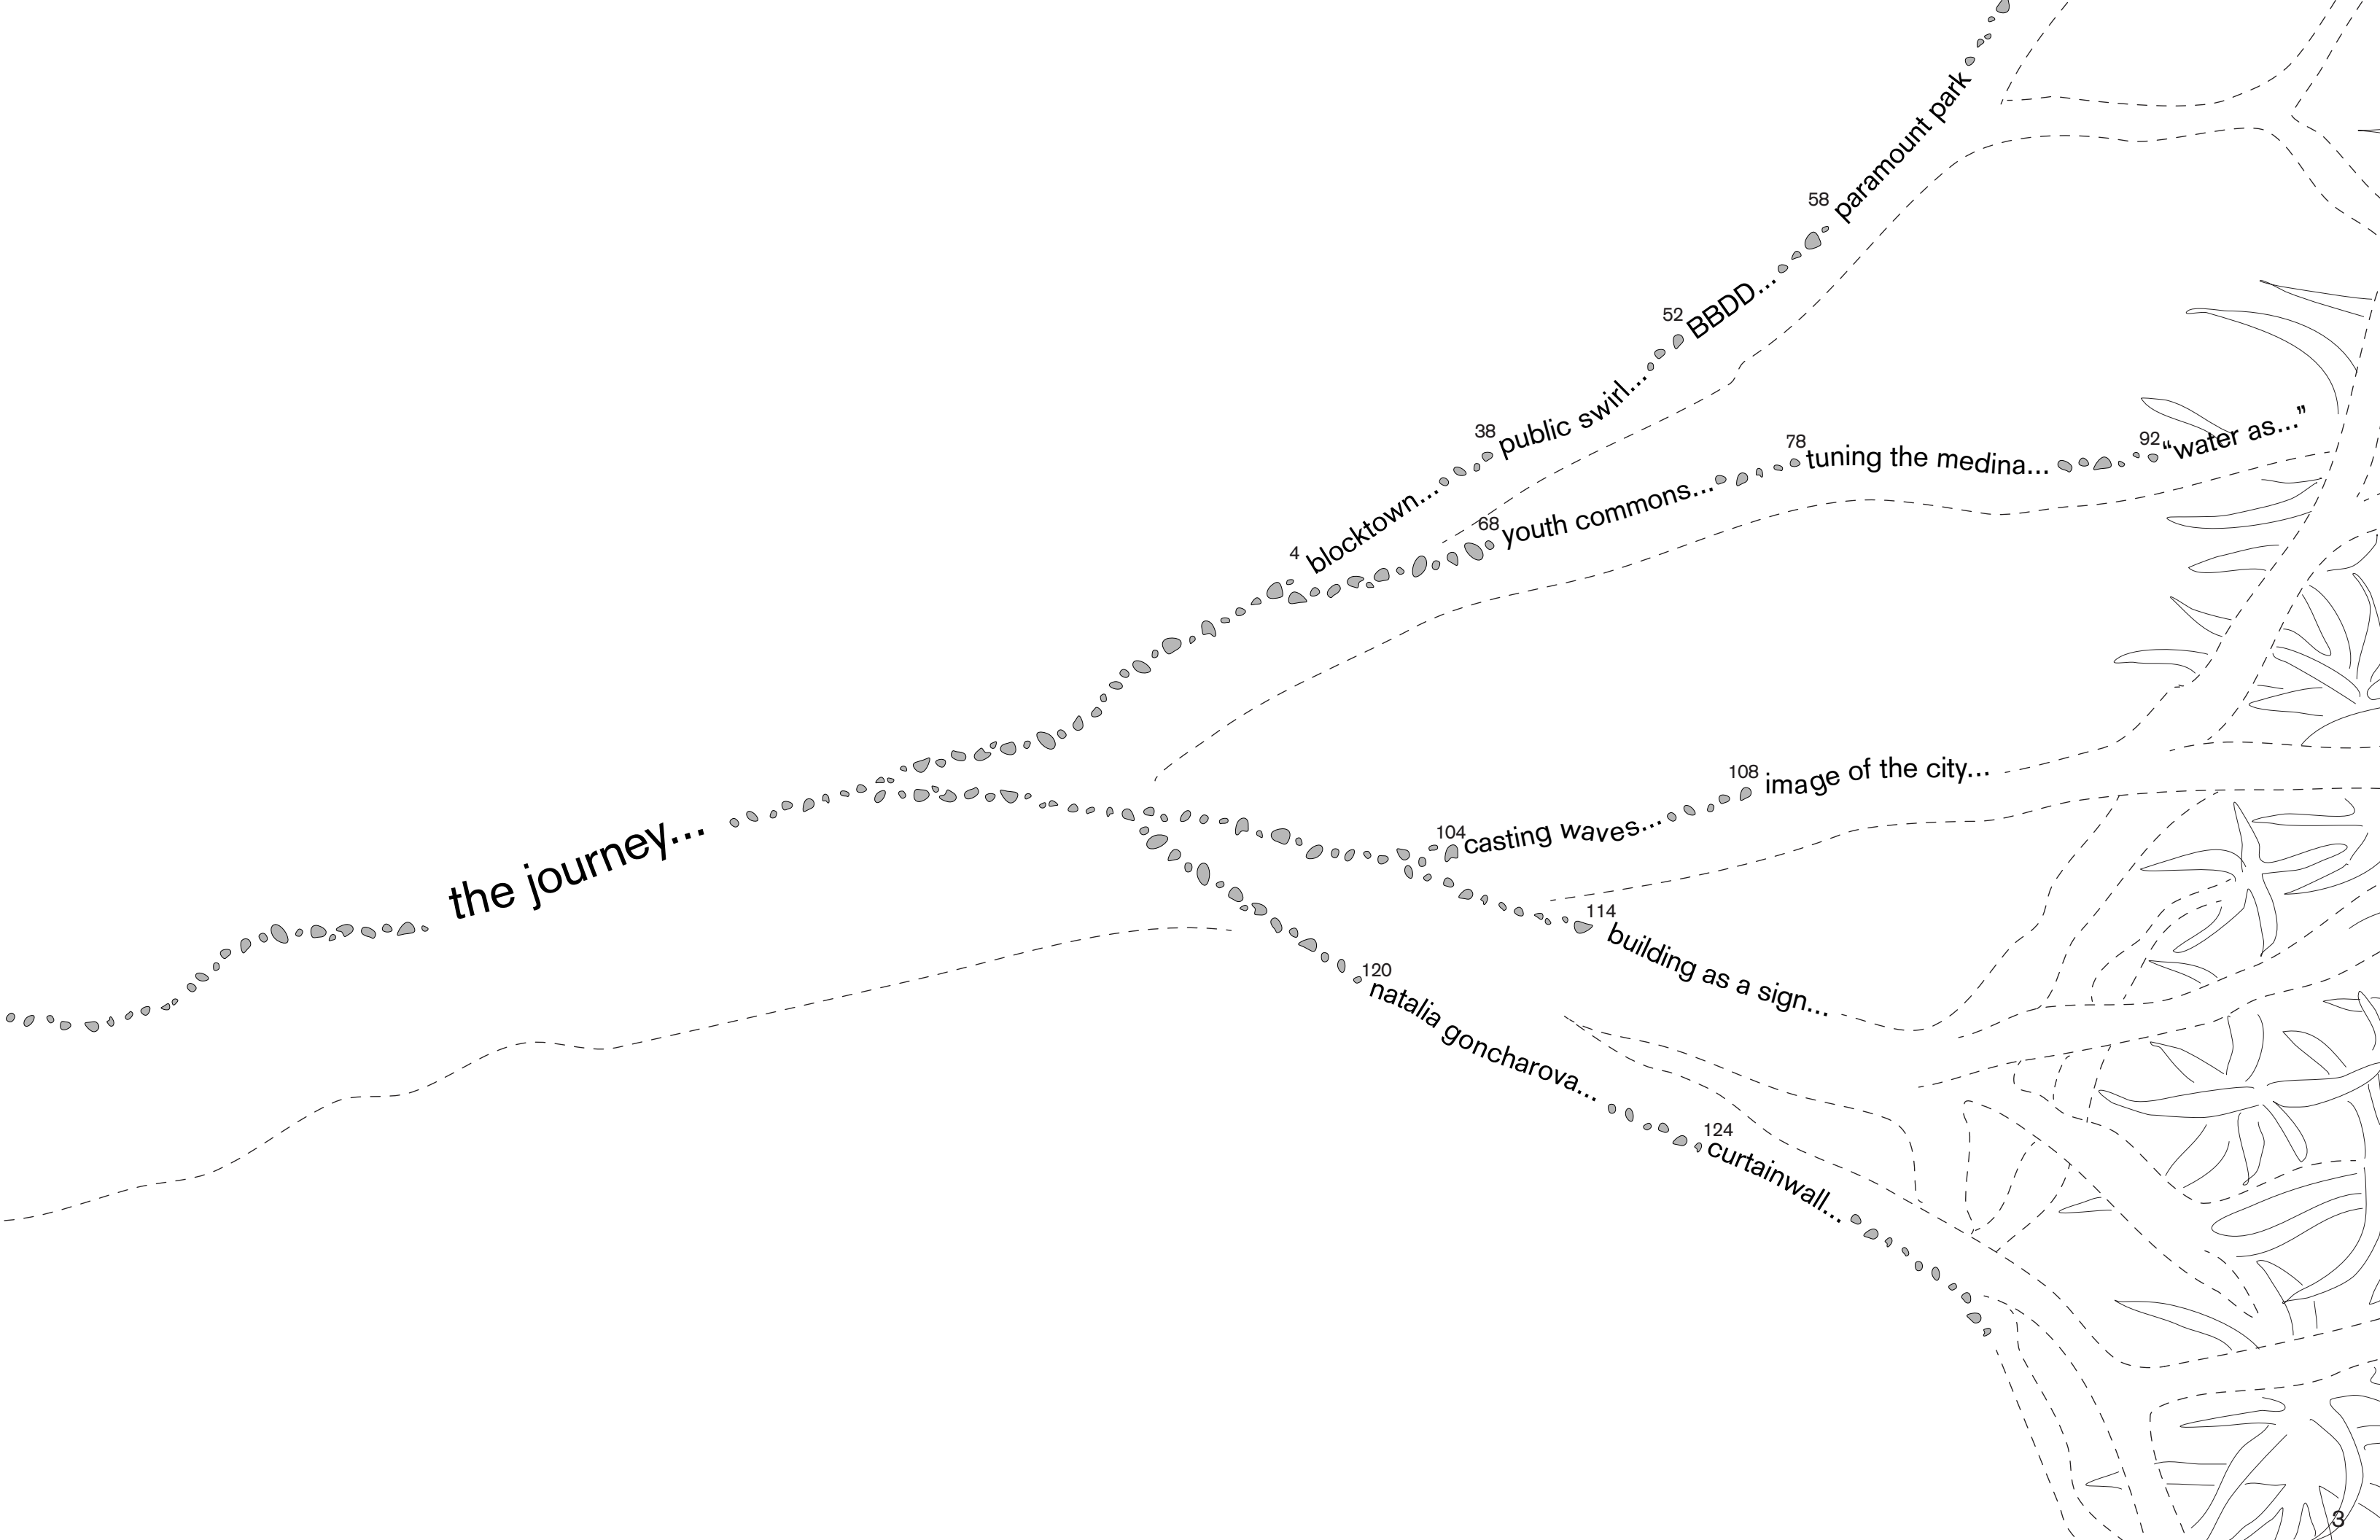 the journey...
4 blocktown...
38 public swirl...
52 BBDD...
58 paramount park
68 youth commons...
78 tuning the medina...
92 “water as...”
104 casting waves...
108 image of the city...
114 building as a sign...
120 natalia goncharova...
124 curtainwall...
3